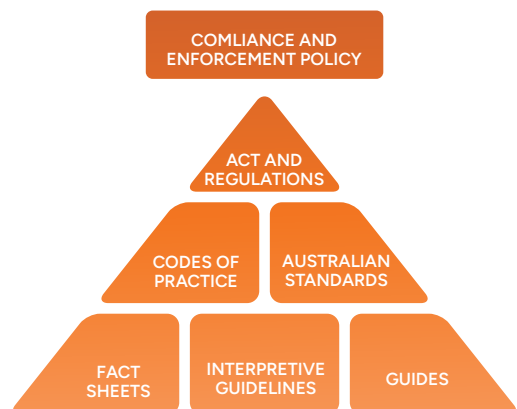 COMLIANCE AND
ENFORCEMENT POLICY
ACT AND
REGULATIONS
CODES OF
PRACTICE
AUSTRALIAN
STANDARDS
FACT
SHEETS
INTERPRETIVE
GUIDELINES
GUIDES